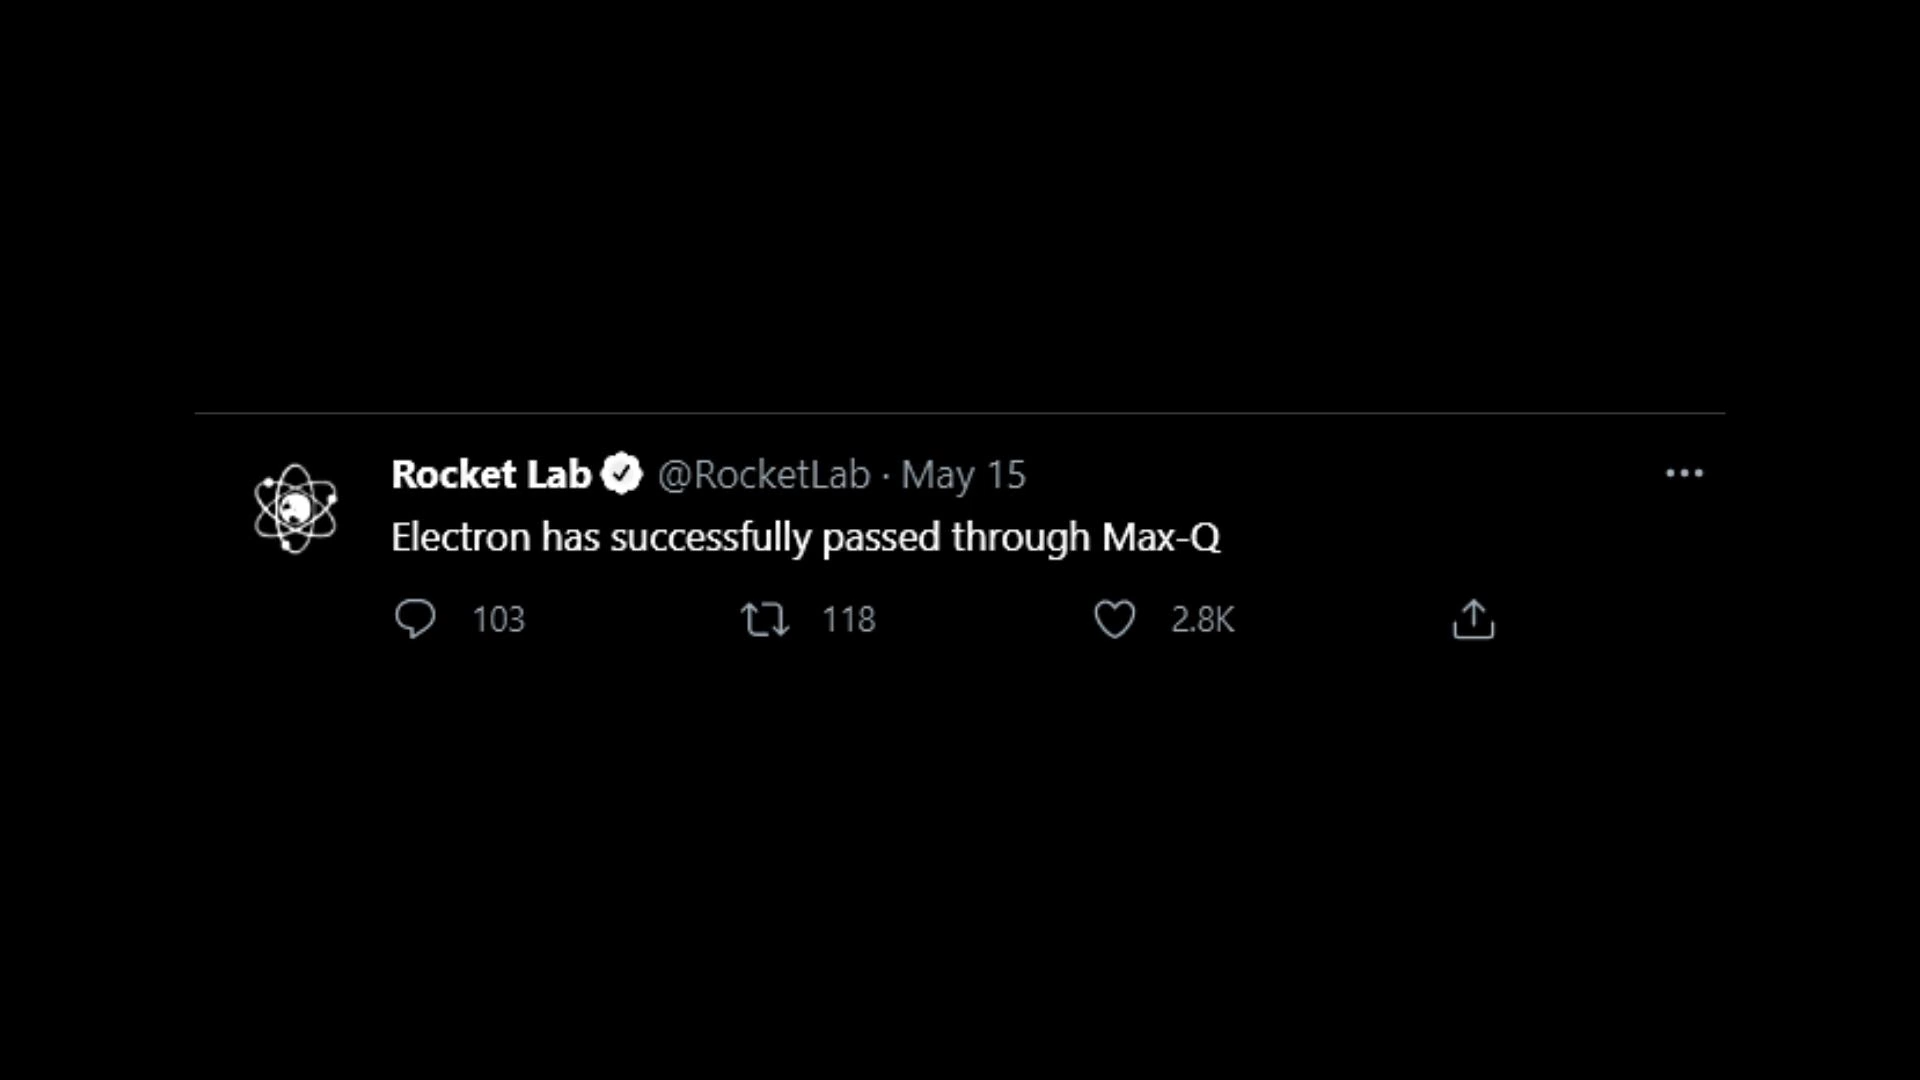 Rocket Lab @RocketLab · May 15
Electron has successfully passed through Max-Q
103 118 2.8K